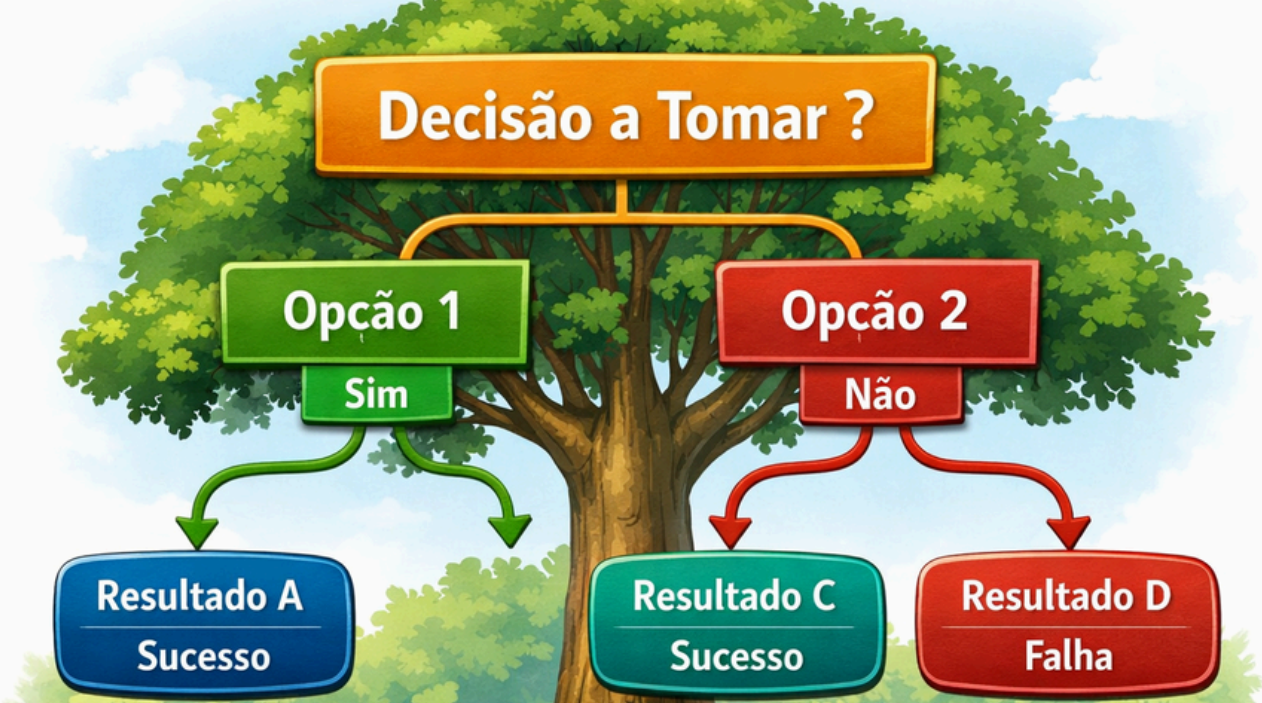 Decisão a Tomar ?
Opção 1
Opção 2
Sim
Não
Resultado A
Sucesso
Resultado C
Sucesso
Resultado D
Falha